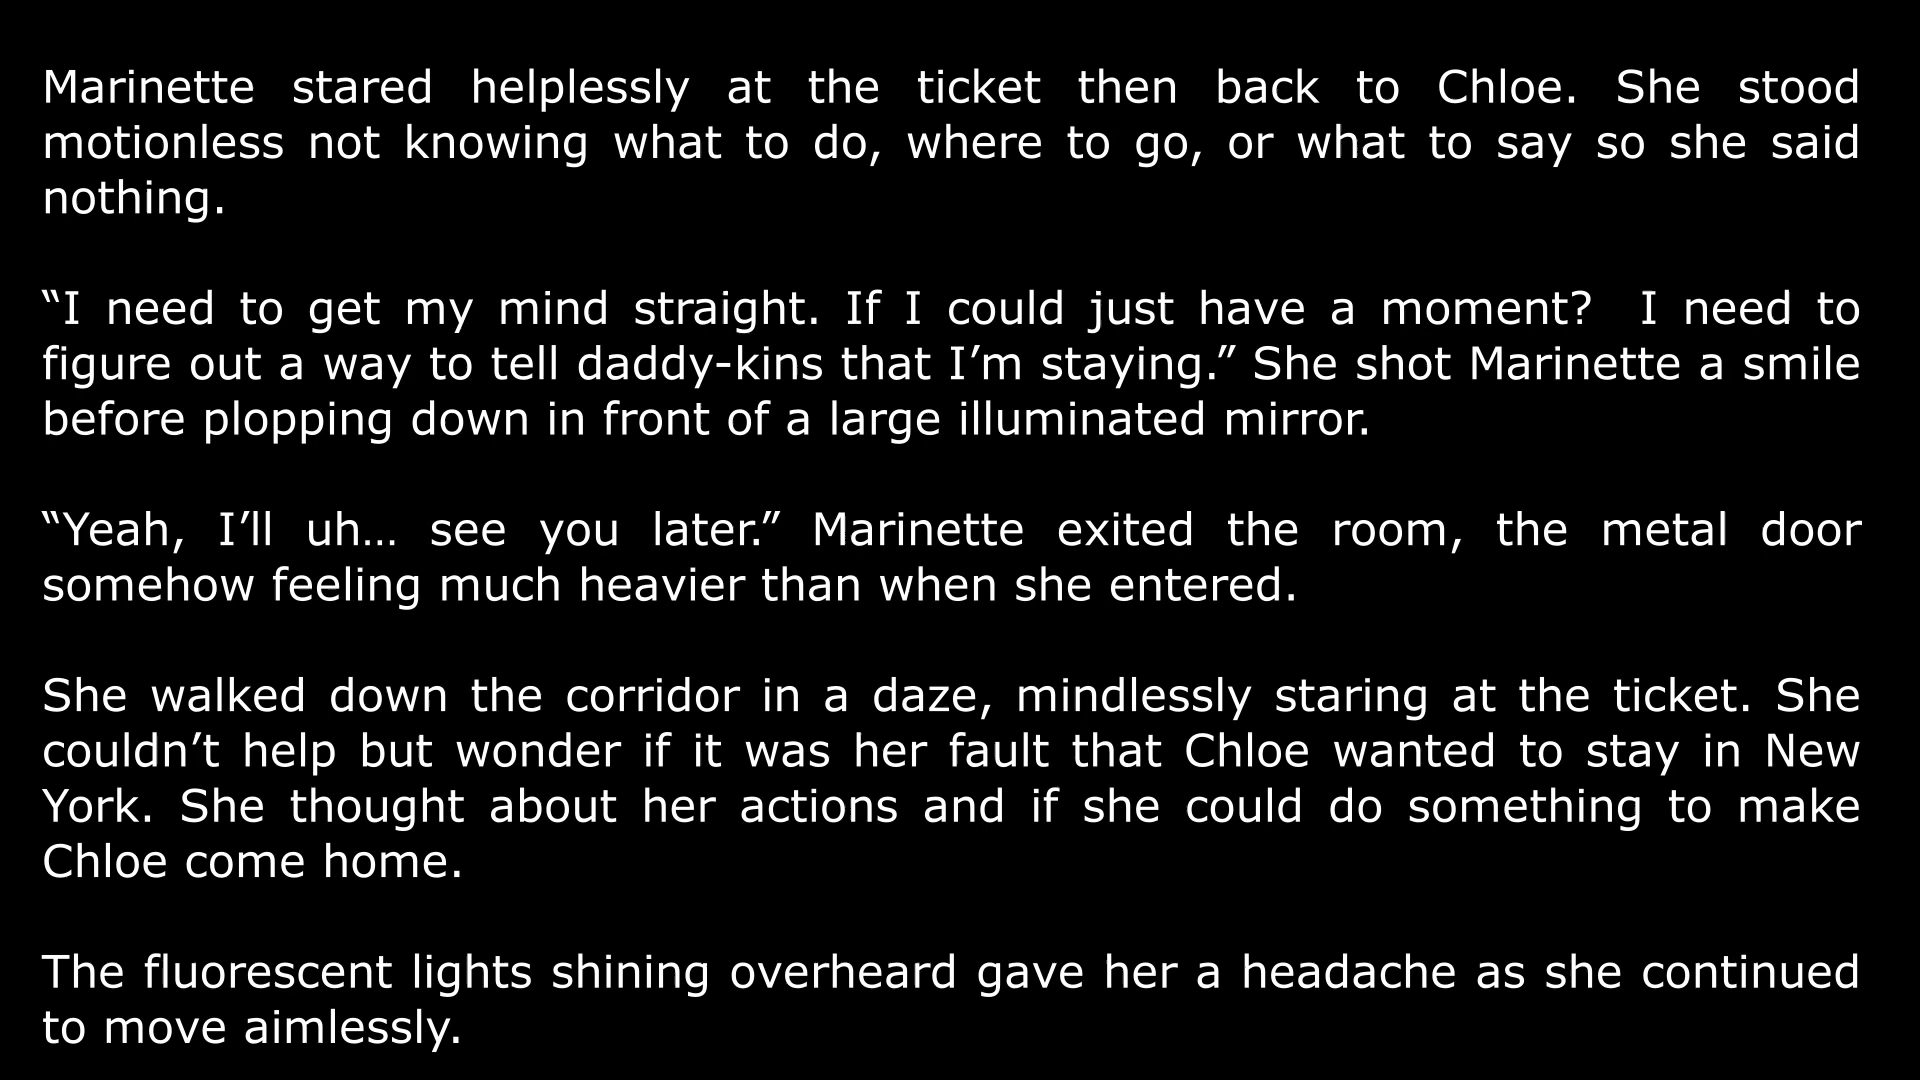 Marinette stared helplessly at the ticket then back to Chloe. She stood
motionless not knowing what to do, where to go, or what to say so she said
nothing.
“I need to get my mind straight. If I could just have a moment?  I need to
figure out a way to tell daddy-kins that I’m staying.” She shot Marinette a smile
before plopping down in front of a large illuminated mirror.
“Yeah, I’ll uh… see you later.” Marinette exited the room, the metal door
somehow feeling much heavier than when she entered.
She walked down the corridor in a daze, mindlessly staring at the ticket. She
couldn’t help but wonder if it was her fault that Chloe wanted to stay in New
York. She thought about her actions and if she could do something to make
Chloe come home.
The fluorescent lights shining overheard gave her a headache as she continued
to move aimlessly.